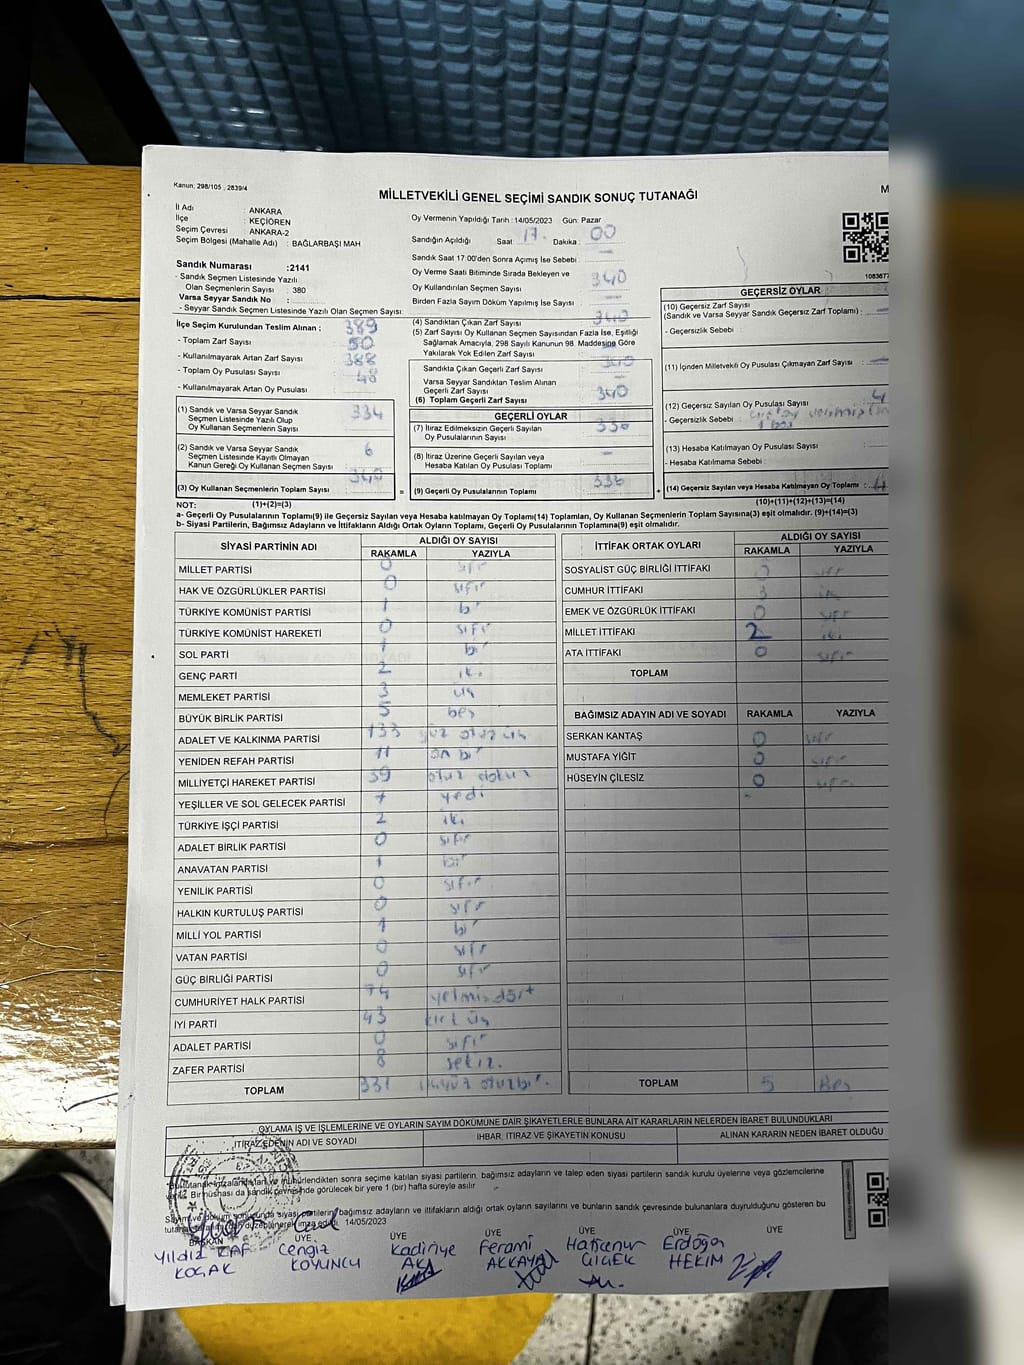 Kanun; 298/105 , 2839/4
MİLLETVEKİLİ GENEL SEÇİMİ SANDIK SONUÇ TUTANAĞI
M
İl Adı : ANKARA
İlçe : KEÇİÖREN
Seçim Çevresi : ANKARA-2
Seçim Bölgesi (Mahalle Adı) : BAĞLARBAŞI MAH
Oy Vermenin Yapıldığı Tarih :14/05/2023 Gün: Pazar
Sandığın Açıldığı Saat: 17. Dakika: 00
Sandık Saat 17.00'den Sonra Açımış İse Sebebi : —
Oy Verme Saati Bitiminde Sırada Bekleyen ve
Oy Kullandırılan Seçmen Sayısı : 340
Birden Fazla Sayım Döküm Yapılmış İse Sayısı : —
Sandık Numarası :2141
- Sandık Seçmen Listesinde Yazılı
Olan Seçmenlerin Sayısı : 380
Varsa Seyyar Sandık No :
- Seyyar Sandık Seçmen Listesinde Yazılı Olan Seçmen Sayısı:
İlçe Seçim Kurulundan Teslim Alınan ; 389
- Toplam Zarf Sayısı : 50
- Kullanılmayarak Artan Zarf Sayısı : 388
- Toplam Oy Pusulası Sayısı : 48
- Kullanılmayarak Artan Oy Pusulası
(1) Sandık ve Varsa Seyyar Sandık
Seçmen Listesinde Yazılı Olup
Oy Kullanan Seçmenlerin Sayısı : 334
(2) Sandık ve Varsa Seyyar Sandık
Seçmen Listesinde Kayıtlı Olmayan
Kanun Gereği Oy Kullanan Seçmen Sayısı : 6
(3) Oy Kullanan Seçmenlerin Toplam Sayısı : 340
(4) Sandıktan Çıkan Zarf Sayısı : 340
(5) Zarf Sayısı Oy Kullanan Seçmen Sayısından Fazla İse, Eşitliği
Sağlamak Amacıyla, 298 Sayılı Kanunun 98. Maddesine Göre
Yakılarak Yok Edilen Zarf Sayısı : —
Sandıkta Çıkan Geçerli Zarf Sayısı : 340
Varsa Seyyar Sandıktan Teslim Alınan
Geçerli Zarf Sayısı :
(6) Toplam Geçerli Zarf Sayısı : 340
GEÇERLİ OYLAR
(7) İtiraz Edilmeksizin Geçerli Sayılan
Oy Pusulalarının Sayısı : 336
(8) İtiraz Üzerine Geçerli Sayılan veya
Hesaba Katılan Oy Pusulası Toplamı : —
= (9) Geçerli Oy Pusulalarının Toplamı : 336
108367
GEÇERSİZ OYLAR
(10) Geçersiz Zarf Sayısı
(Sandık ve Varsa Seyyar Sandık Geçersiz Zarf Toplamı) :
- Geçersizlik Sebebi :
(11) İçinden Milletvekili Oy Pusulası Çıkmayan Zarf Sayısı :
(12) Geçersiz Sayılan Oy Pusulası Sayısı : 4
- Geçersizlik Sebebi :
(13) Hesaba Katılmayan Oy Pusulası Sayısı :
- Hesaba Katılmama Sebebi :
+ (14) Geçersiz Sayılan veya Hesaba Katılmayan Oy Toplamı : 4
NOT: (1)+(2)=(3)
(10)+(11)+(12)+(13)=(14)
a- Geçerli Oy Pusulalarının Toplamı(9) ile Geçersiz Sayılan veya Hesaba Katılmayan Oy Pusulası Toplamı(14) Toplamları, Oy Kullanan Seçmenlerin Toplam Sayısına(3) eşit olmalıdır. (9)+(14)=(3)
b- Siyasi Partilerin, Bağımsız Adayların ve İttifakların Aldığı Ortak Oyların Toplamı, Geçerli Oy Pusulalarının Toplamına(9) eşit olmalıdır.
SİYASİ PARTİNİN ADI ALDIĞI OY SAYISI
RAKAMLA YAZIYLA
MİLLET PARTİSİ 0 sıfır
HAK VE ÖZGÜRLÜKLER PARTİSİ 0 sıfır
TÜRKİYE KOMÜNİST PARTİSİ 1 bir
TÜRKİYE KOMÜNİST HAREKETİ 0 sıfır
SOL PARTİ 1 bir
GENÇ PARTİ 2 iki
MEMLEKET PARTİSİ 3 üç
BÜYÜK BİRLİK PARTİSİ 5 beş
ADALET VE KALKINMA PARTİSİ 133 yüz otuz üç
YENİDEN REFAH PARTİSİ 11 on bir
MİLLİYETÇİ HAREKET PARTİSİ 39 otuz dokuz
YEŞİLLER VE SOL GELECEK PARTİSİ 7 yedi
TÜRKİYE İŞÇİ PARTİSİ 2 iki
ADALET BİRLİK PARTİSİ 0 sıfır
ANAVATAN PARTİSİ 1 bir
YENİLİK PARTİSİ 0 sıfır
HALKIN KURTULUŞ PARTİSİ 0 sıfır
MİLLİ YOL PARTİSİ 1 bir
VATAN PARTİSİ 0 sıfır
GÜÇ BİRLİĞİ PARTİSİ 0 sıfır
CUMHURİYET HALK PARTİSİ 74 yetmiş dört
İYİ PARTİ 43 kırk üç
ADALET PARTİSİ 0 sıfır
ZAFER PARTİSİ 8 sekiz.
TOPLAM 331 üçyüz otuzbir.
İTTİFAK ORTAK OYLARI ALDIĞI OY SAYISI
RAKAMLA YAZIYLA
SOSYALİST GÜÇ BİRLİĞİ İTTİFAKI 0 sıfır
CUMHUR İTTİFAKI 3 üç
EMEK VE ÖZGÜRLÜK İTTİFAKI 0 sıfır
MİLLET İTTİFAKI 2 iki
ATA İTTİFAKI 0 sıfır
TOPLAM
BAĞIMSIZ ADAYIN ADI VE SOYADI RAKAMLA YAZIYLA
SERKAN KANTAŞ 0 sıfır
MUSTAFA YİĞİT 0 sıfır
HÜSEYİN ÇİLESİZ 0 sıfır
TOPLAM 5 Beş
OYLAMA İŞ VE İŞLEMLERİNE VE OYLARIN SAYIM DÖKÜMÜNE DAİR ŞİKAYETLERLE BUNLARA AİT KARARLARIN NELERDEN İBARET BULUNDUKLARI
İTİRAZ EDENİN ADI VE SOYADI İHBAR, İTİRAZ VE ŞİKAYETİN KONUSU ALINAN KARARIN NEDEN İBARET OLDUĞU
sonra seçime katılan siyasi partilerin, bağımsız adayların ve talep eden siyasi partilerin sandık kurulu üyelerine veya gözlemcilerine
Bir nüshası da sandık çevresinde görülecek bir yere 1 (bir) hafta süreyle asılır.
bağımsız adayların ve ittifakların aldığı ortak oyların sayılarını ve bunların sandık çevresinde bulunanlara duyrulduğunu gösteren bu
14/05/2023
BAŞKAN ÜYE ÜYE ÜYE ÜYE ÜYE ÜYE
Yıldız RAF KOÇAK
Cengiz KOYUNCU
Kadiriye AKA
Ferami AKKAYA
Haticenur ÇİÇEK
Erdoğan HEKİM